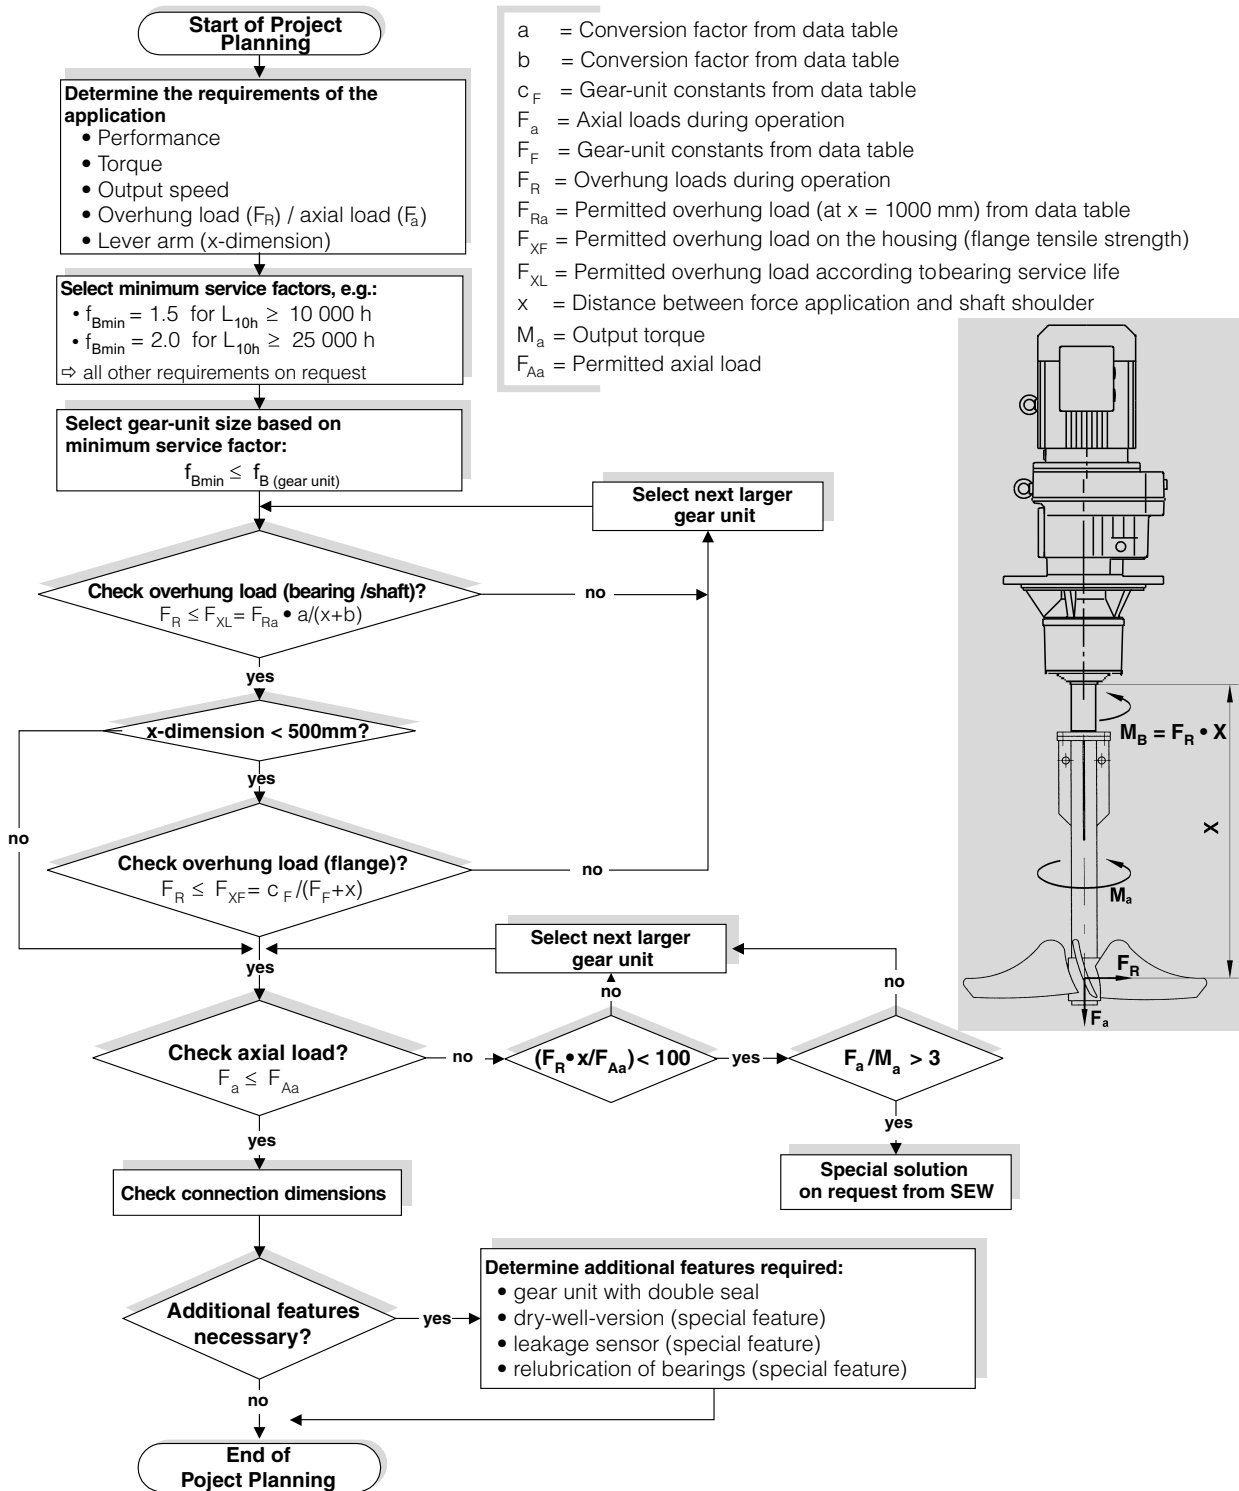 Start of Project
Planning
Determine the requirements of the
application
• Performance
• Torque
• Output speed
• Overhung load (FR) / axial load (Fa)
• Lever arm (x-dimension)
Select minimum service factors, e.g.:
• fBmin = 1.5 for L10h ≥ 10 000 h
• fBmin = 2.0 for L10h ≥ 25 000 h
⇨ all other requirements on request
Select gear-unit size based on
minimum service factor:
fBmin ≤ fB (gear unit)
Select next larger
gear unit
Check overhung load (bearing /shaft)?
FR ≤ FXL = FRa • a/(x+b)
no
yes
x-dimension < 500mm?
yes
no
Check overhung load (flange)?
FR ≤ FXF = cF /(FF+x)
no
yes
Select next larger
gear unit
no
no
Check axial load?
Fa ≤ FAa
no
(FR•x/FAa) < 100
yes
Fa /Ma > 3
yes
yes
Special solution
on request from SEW
Check connection dimensions
Additional features
necessary?
yes
Determine additional features required:
• gear unit with double seal
• dry-well-version (special feature)
• leakage sensor (special feature)
• relubrication of bearings (special feature)
no
End of
Poject Planning
a = Conversion factor from data table
b = Conversion factor from data table
cF = Gear-unit constants from data table
Fa = Axial loads during operation
FF = Gear-unit constants from data table
FR = Overhung loads during operation
FRa = Permitted overhung load (at x = 1000 mm) from data table
FXF = Permitted overhung load on the housing (flange tensile strength)
FXL = Permitted overhung load according tobearing service life
x = Distance between force application and shaft shoulder
Ma = Output torque
FAa = Permitted axial load
MB = FR • X
X
Ma
FR
Fa